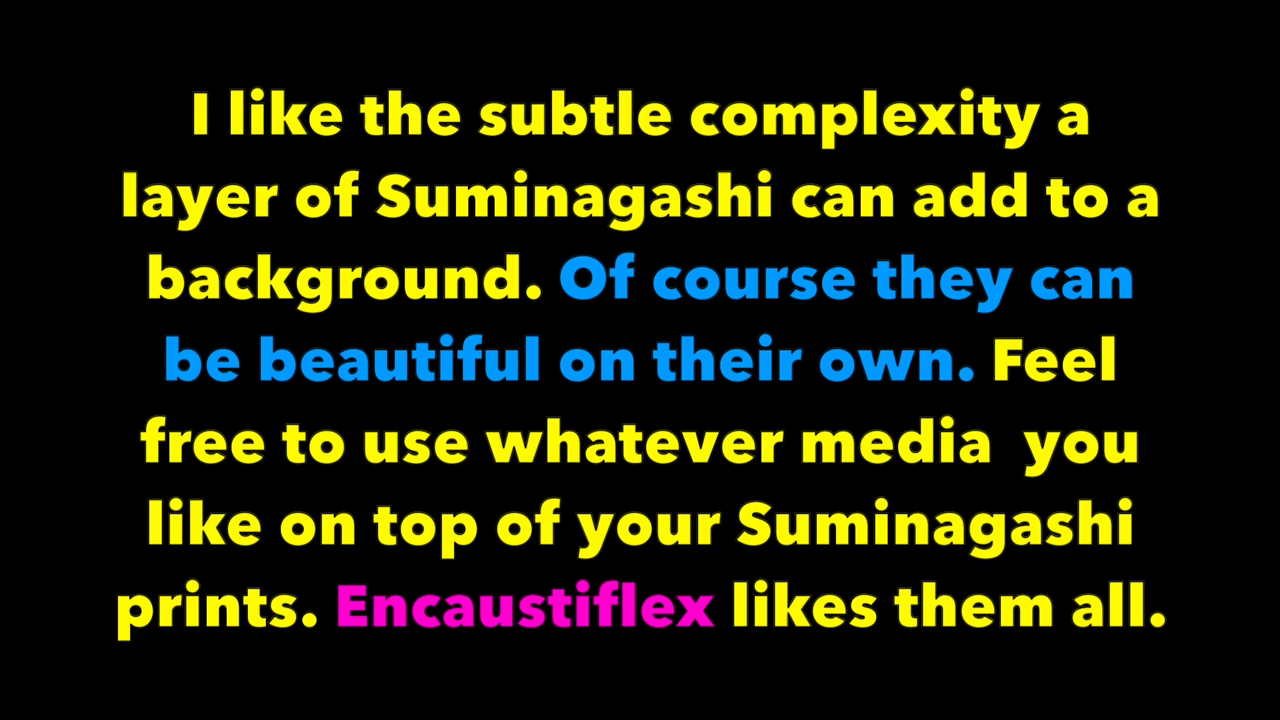 I like the subtle complexity a
layer of Suminagashi can add to a
background. Of course they can
be beautiful on their own. Feel
free to use whatever media  you
like on top of your Suminagashi
prints. Encaustiflex likes them all.